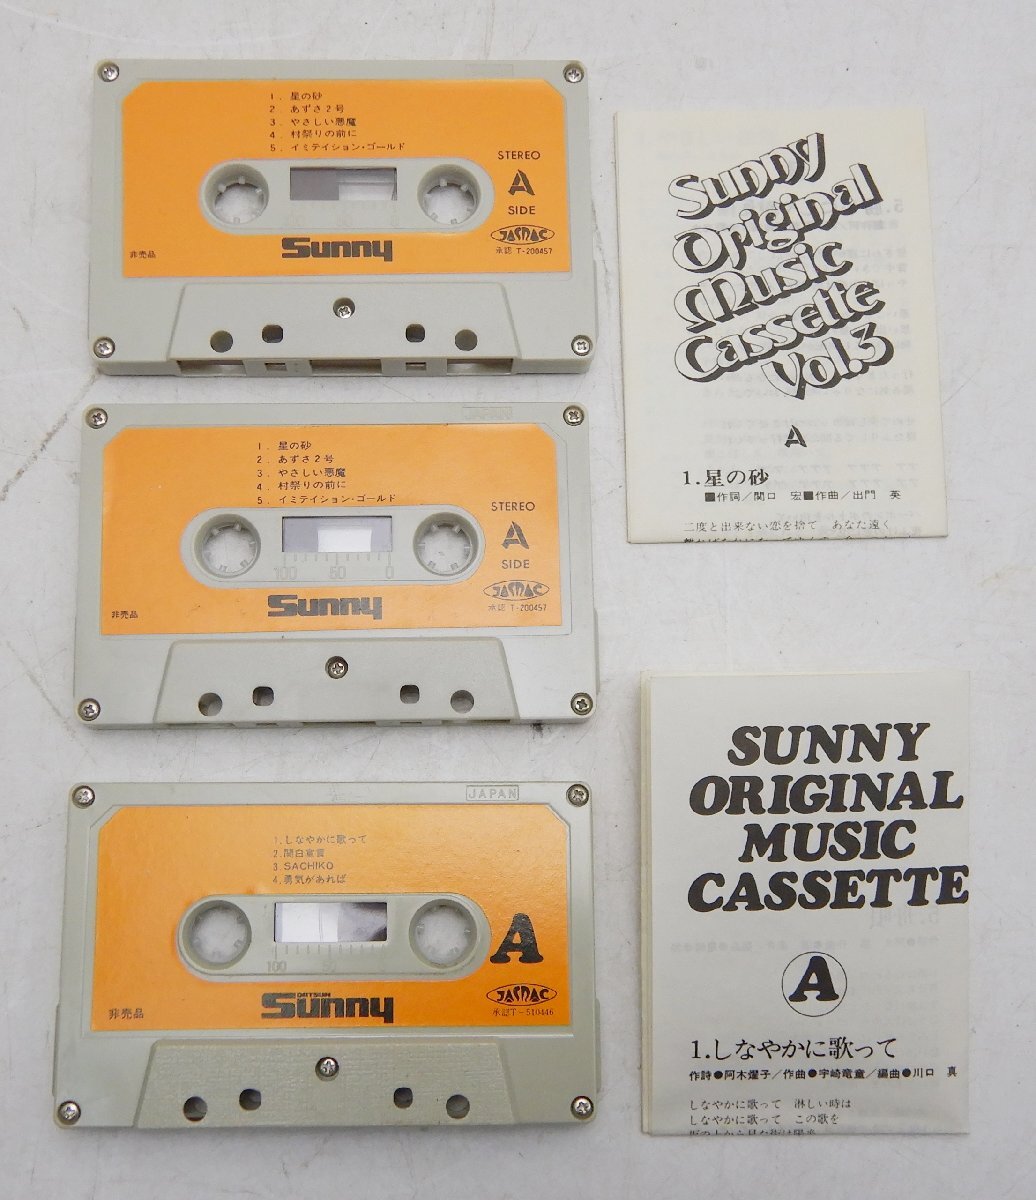 1. 星の砂
2. あずさ2号
3. やさしい悪魔
4. 村祭りの前に
5. イミテイション・ゴールド
STEREO
A
SIDE
Sunny
JASRAC
承認 T-200457
非売品
JAPAN
1. 星の砂
2. あずさ2号
3. やさしい悪魔
4. 村祭りの前に
5. イミテイション・ゴールド
STEREO
A
SIDE
100 50 0
Sunny
JASRAC
承認 T-200457
非売品
JAPAN
1.しなやかに歌って
2.関白宣言
3 SACHIKO
4.勇気があれば
A
100 50
DATSUN
Sunny
JASRAC
承認T-510446
非売品
Sunny
Original
Music
Cassette
Vol.3
A
1.星の砂
■作詞/関口 宏■作曲/出門 英
二度と出来ない恋を捨て あなた遠く
SUNNY
ORIGINAL
MUSIC
CASSETTE
A
1.しなやかに歌って
作詩●阿木燿子/作曲●宇崎竜童/編曲●川口 真
しなやかに歌って 淋しい時は
しなやかに歌って この歌を